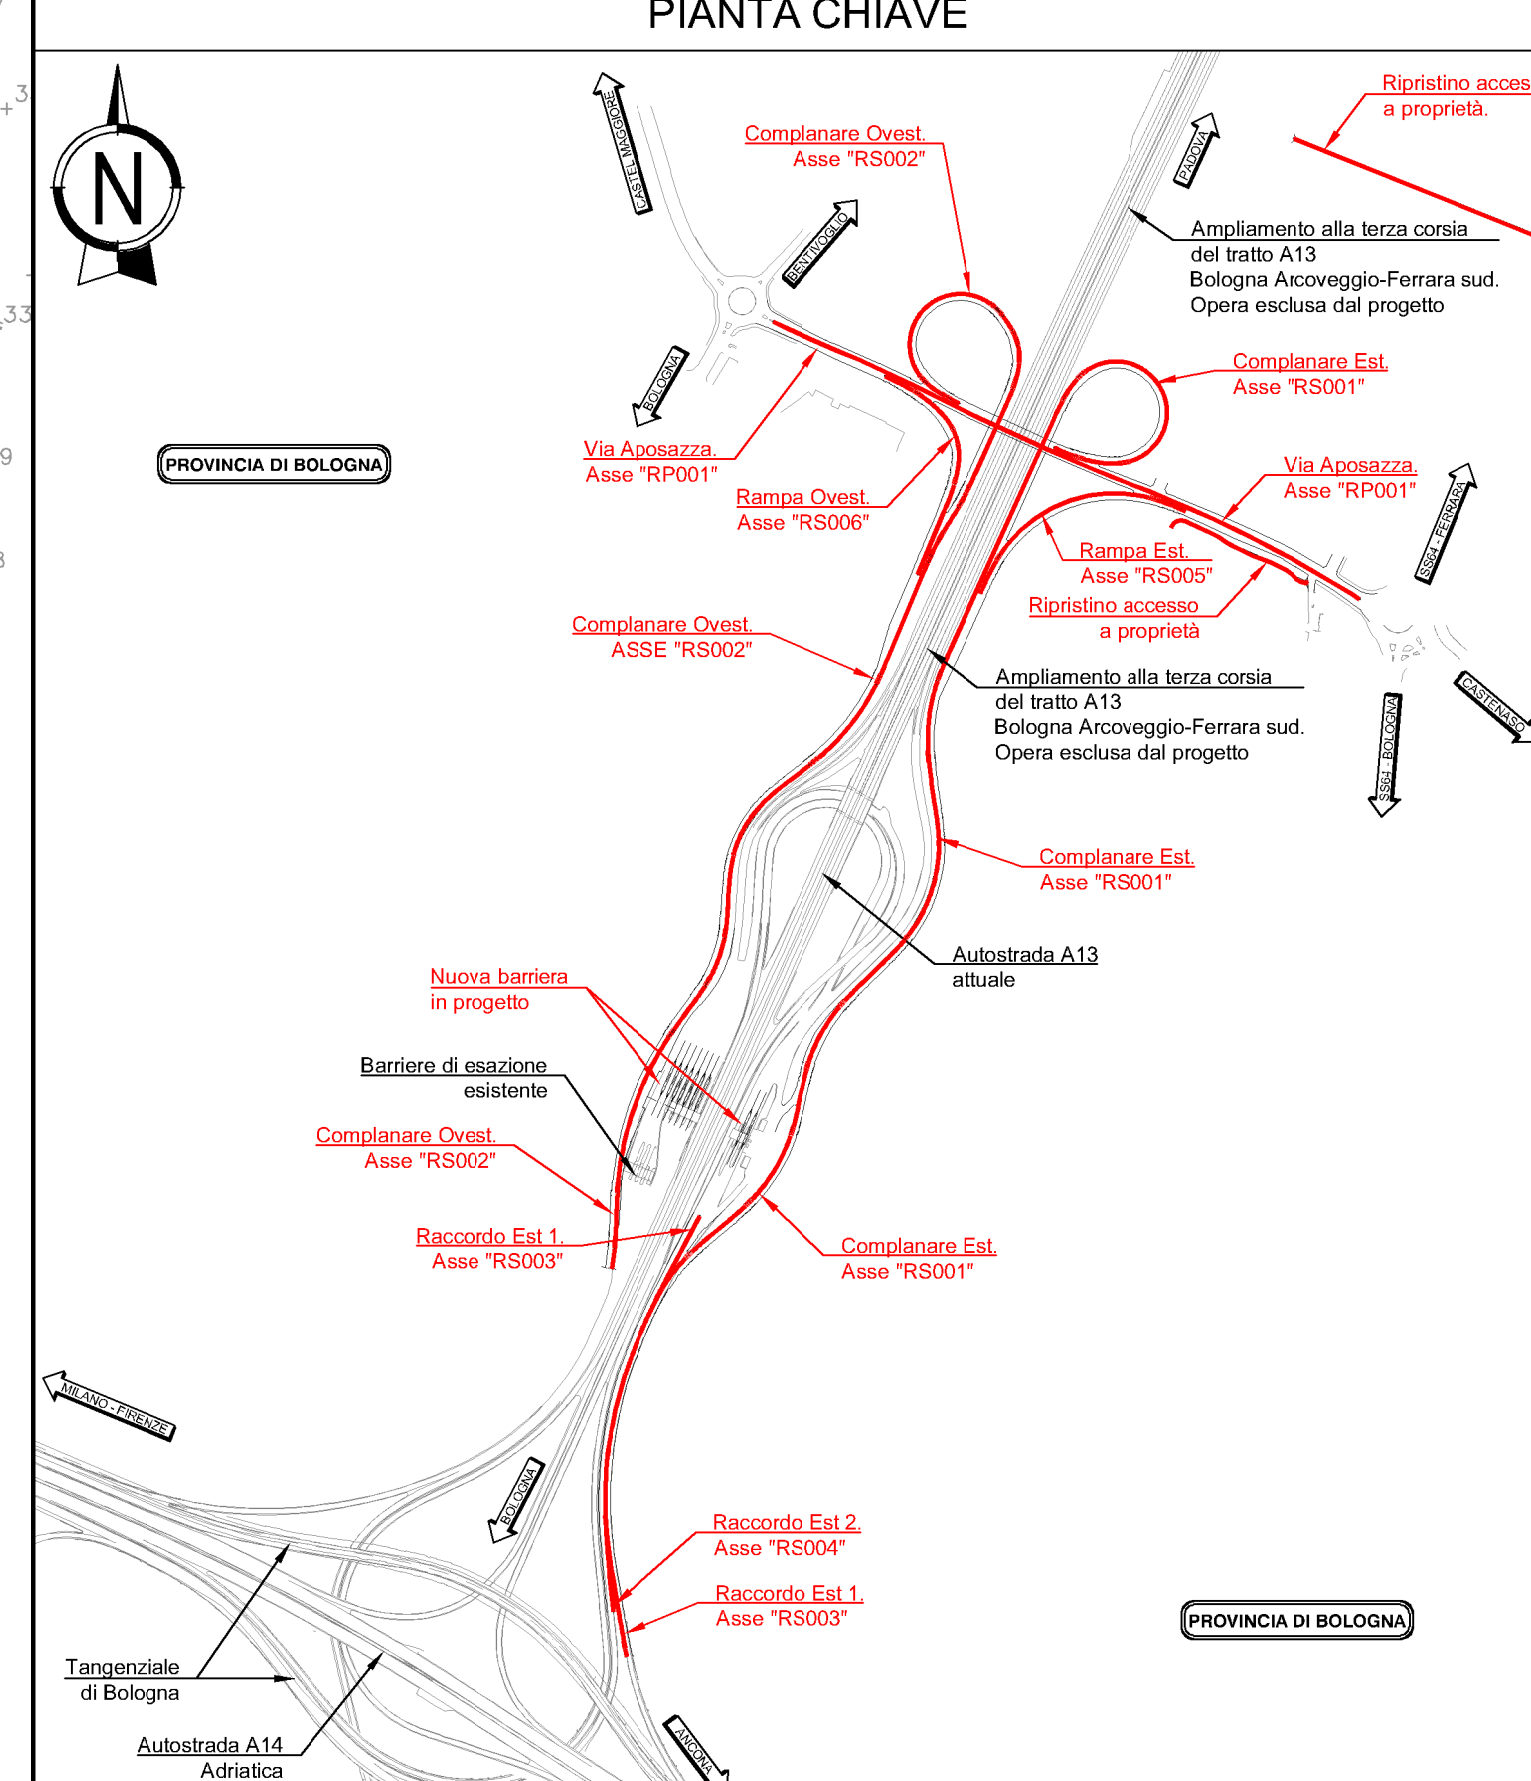 PIANTA CHIAVE
N
CASTEL MAGGIORE
BENTIVOGLIO
BOLOGNA
PADOVA
Complanare Ovest.
Asse "RS002"
Ripristino acces
a proprietà.
Ampliamento alla terza corsia
del tratto A13
Bologna Arcoveggio-Ferrara sud.
Opera esclusa dal progetto
Complanare Est.
Asse "RS001"
PROVINCIA DI BOLOGNA
Via Aposazza.
Asse "RP001"
Rampa Ovest.
Asse "RS006"
Via Aposazza.
Asse "RP001"
SS64 - FERRARA
Rampa Est.
Asse "RS005"
Ripristino accesso
a proprietà
Complanare Ovest.
ASSE "RS002"
Ampliamento alla terza corsia
del tratto A13
Bologna Arcoveggio-Ferrara sud.
Opera esclusa dal progetto
SS64 - BOLOGNA
CASTENASO
Complanare Est.
Asse "RS001"
Autostrada A13
attuale
Nuova barriera
in progetto
Barriere di esazione
esistente
Complanare Ovest.
Asse "RS002"
Raccordo Est 1.
Asse "RS003"
Complanare Est.
Asse "RS001"
MILANO - FIRENZE
BOLOGNA
Raccordo Est 2.
Asse "RS004"
Raccordo Est 1.
Asse "RS003"
PROVINCIA DI BOLOGNA
Tangenziale
di Bologna
Autostrada A14
Adriatica
ANCONA